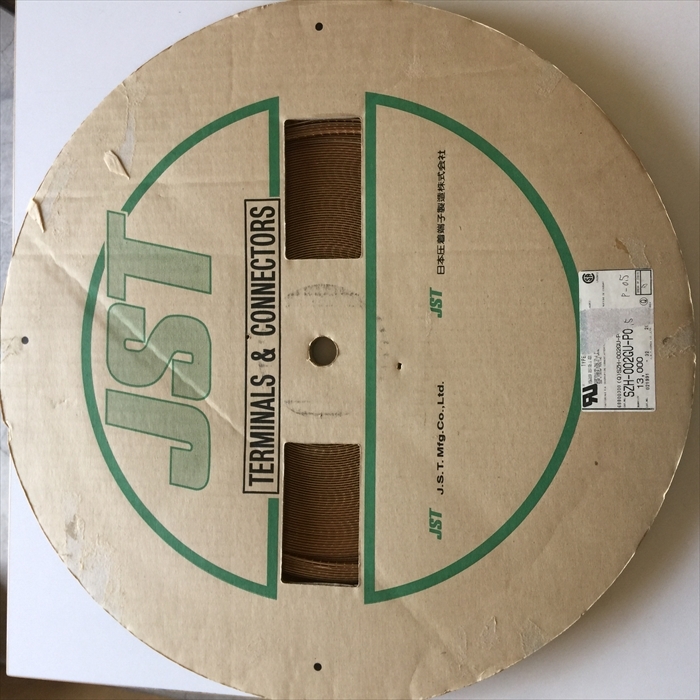 JST
TERMINALS & CONNECTORS
JST 日本圧着端子製造株式会社
JST J.S.T. Mfg.Co.,Ltd.
P-05
SZH-002GU-P0.5
13,000